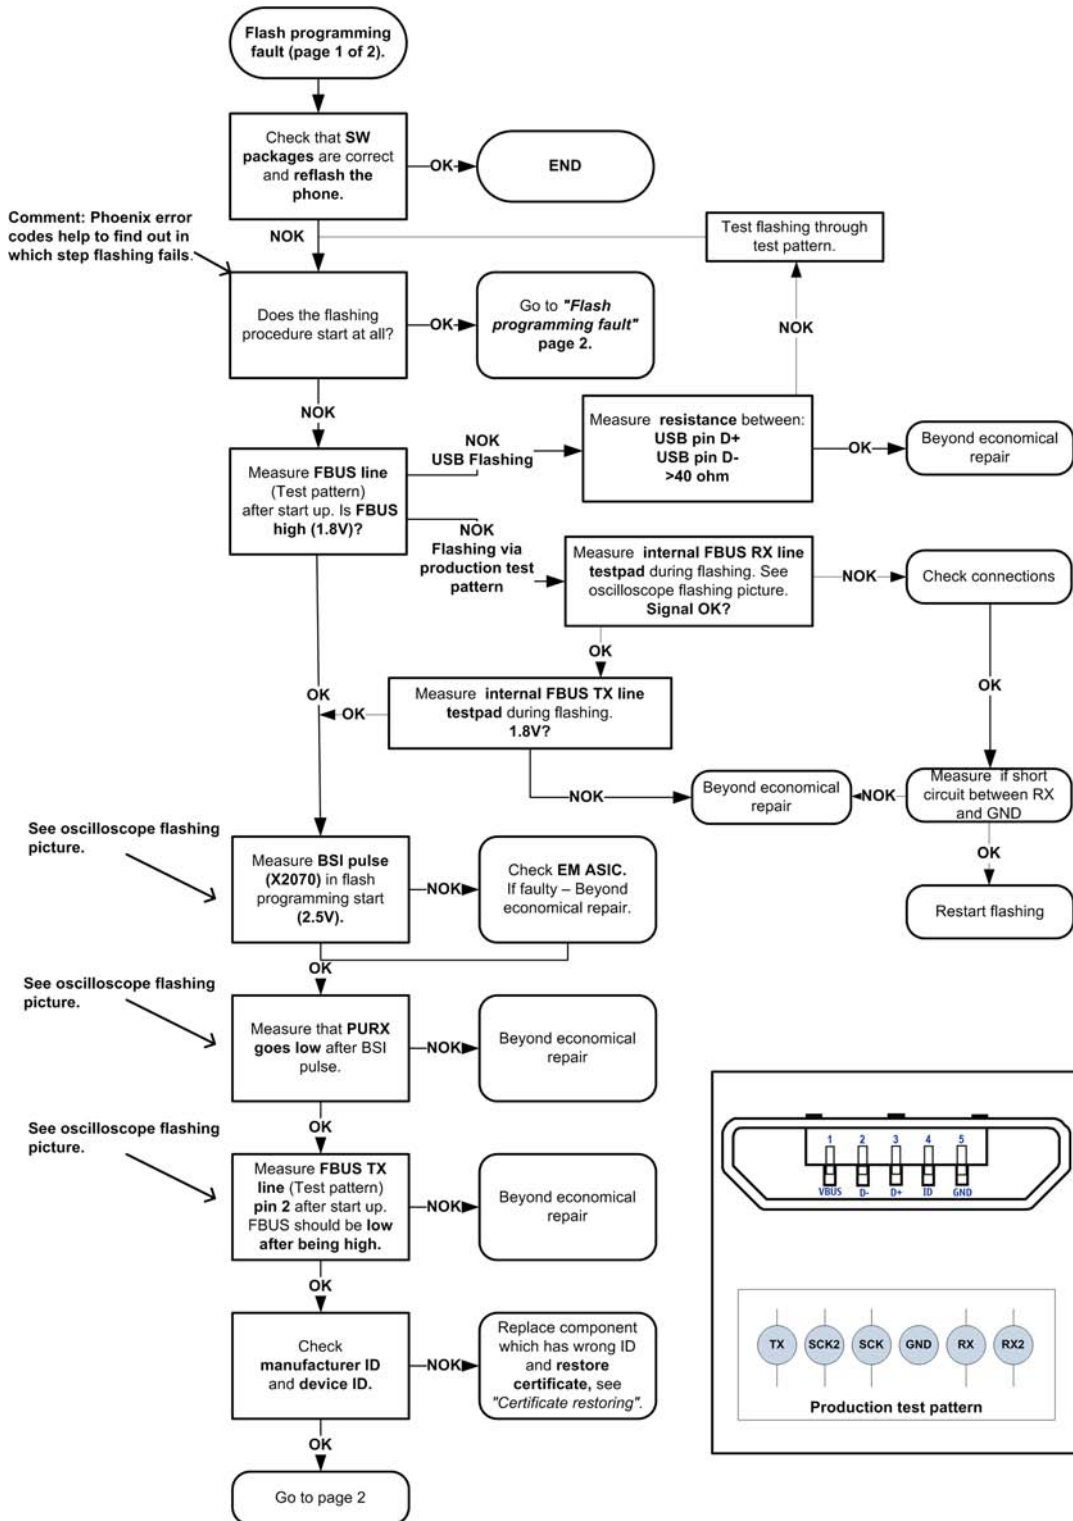 Flash programming
fault (page 1 of 2).
Check that SW
packages are correct
and reflash the
phone.
OK
END
Comment: Phoenix error
codes help to find out in
which step flashing fails.
NOK
Test flashing through
test pattern.
Does the flashing
procedure start at all?
OK
Go to "Flash
programming fault"
page 2.
NOK
NOK
Measure FBUS line
(Test pattern)
after start up. Is FBUS
high (1.8V)?
NOK
USB Flashing
Measure resistance between:
USB pin D+
USB pin D-
>40 ohm
OK
Beyond economical
repair
NOK
Flashing via
production test
pattern
Measure internal FBUS RX line
testpad during flashing. See
oscilloscope flashing picture.
Signal OK?
NOK
Check connections
OK
OK
Measure internal FBUS TX line
testpad during flashing.
1.8V?
OK
OK
NOK
Beyond economical
repair
NOK
Measure if short
circuit between RX
and GND
OK
Restart flashing
See oscilloscope flashing
picture.
Measure BSI pulse
(X2070) in flash
programming start
(2.5V).
NOK
Check EM ASIC.
If faulty – Beyond
economical repair.
OK
See oscilloscope flashing
picture.
Measure that PURX
goes low after BSI
pulse.
NOK
Beyond economical
repair
OK
See oscilloscope flashing
picture.
Measure FBUS TX
line (Test pattern)
pin 2 after start up.
FBUS should be low
after being high.
NOK
Beyond economical
repair
OK
Check
manufacturer ID
and device ID.
NOK
Replace component
which has wrong ID
and restore
certificate, see
"Certificate restoring".
OK
Go to page 2
1 2 3 4 5
VBUS D- D+ ID GND
TX SCK2 SCK GND RX RX2
Production test pattern